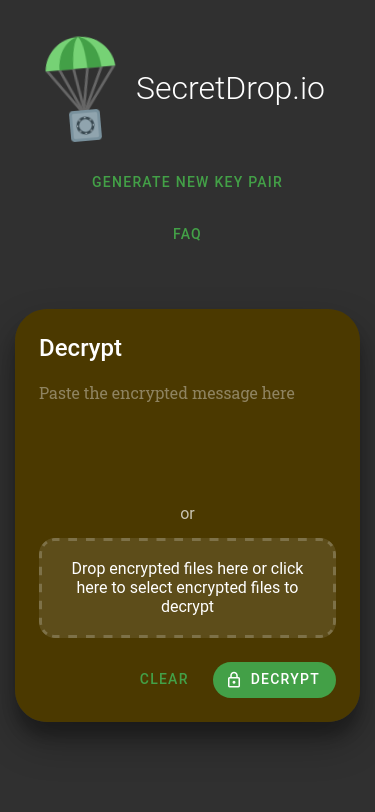 SecretDrop.io
GENERATE NEW KEY PAIR
FAQ
Decrypt
Paste the encrypted message here
or
Drop encrypted files here or click
here to select encrypted files to
decrypt
CLEAR
DECRYPT